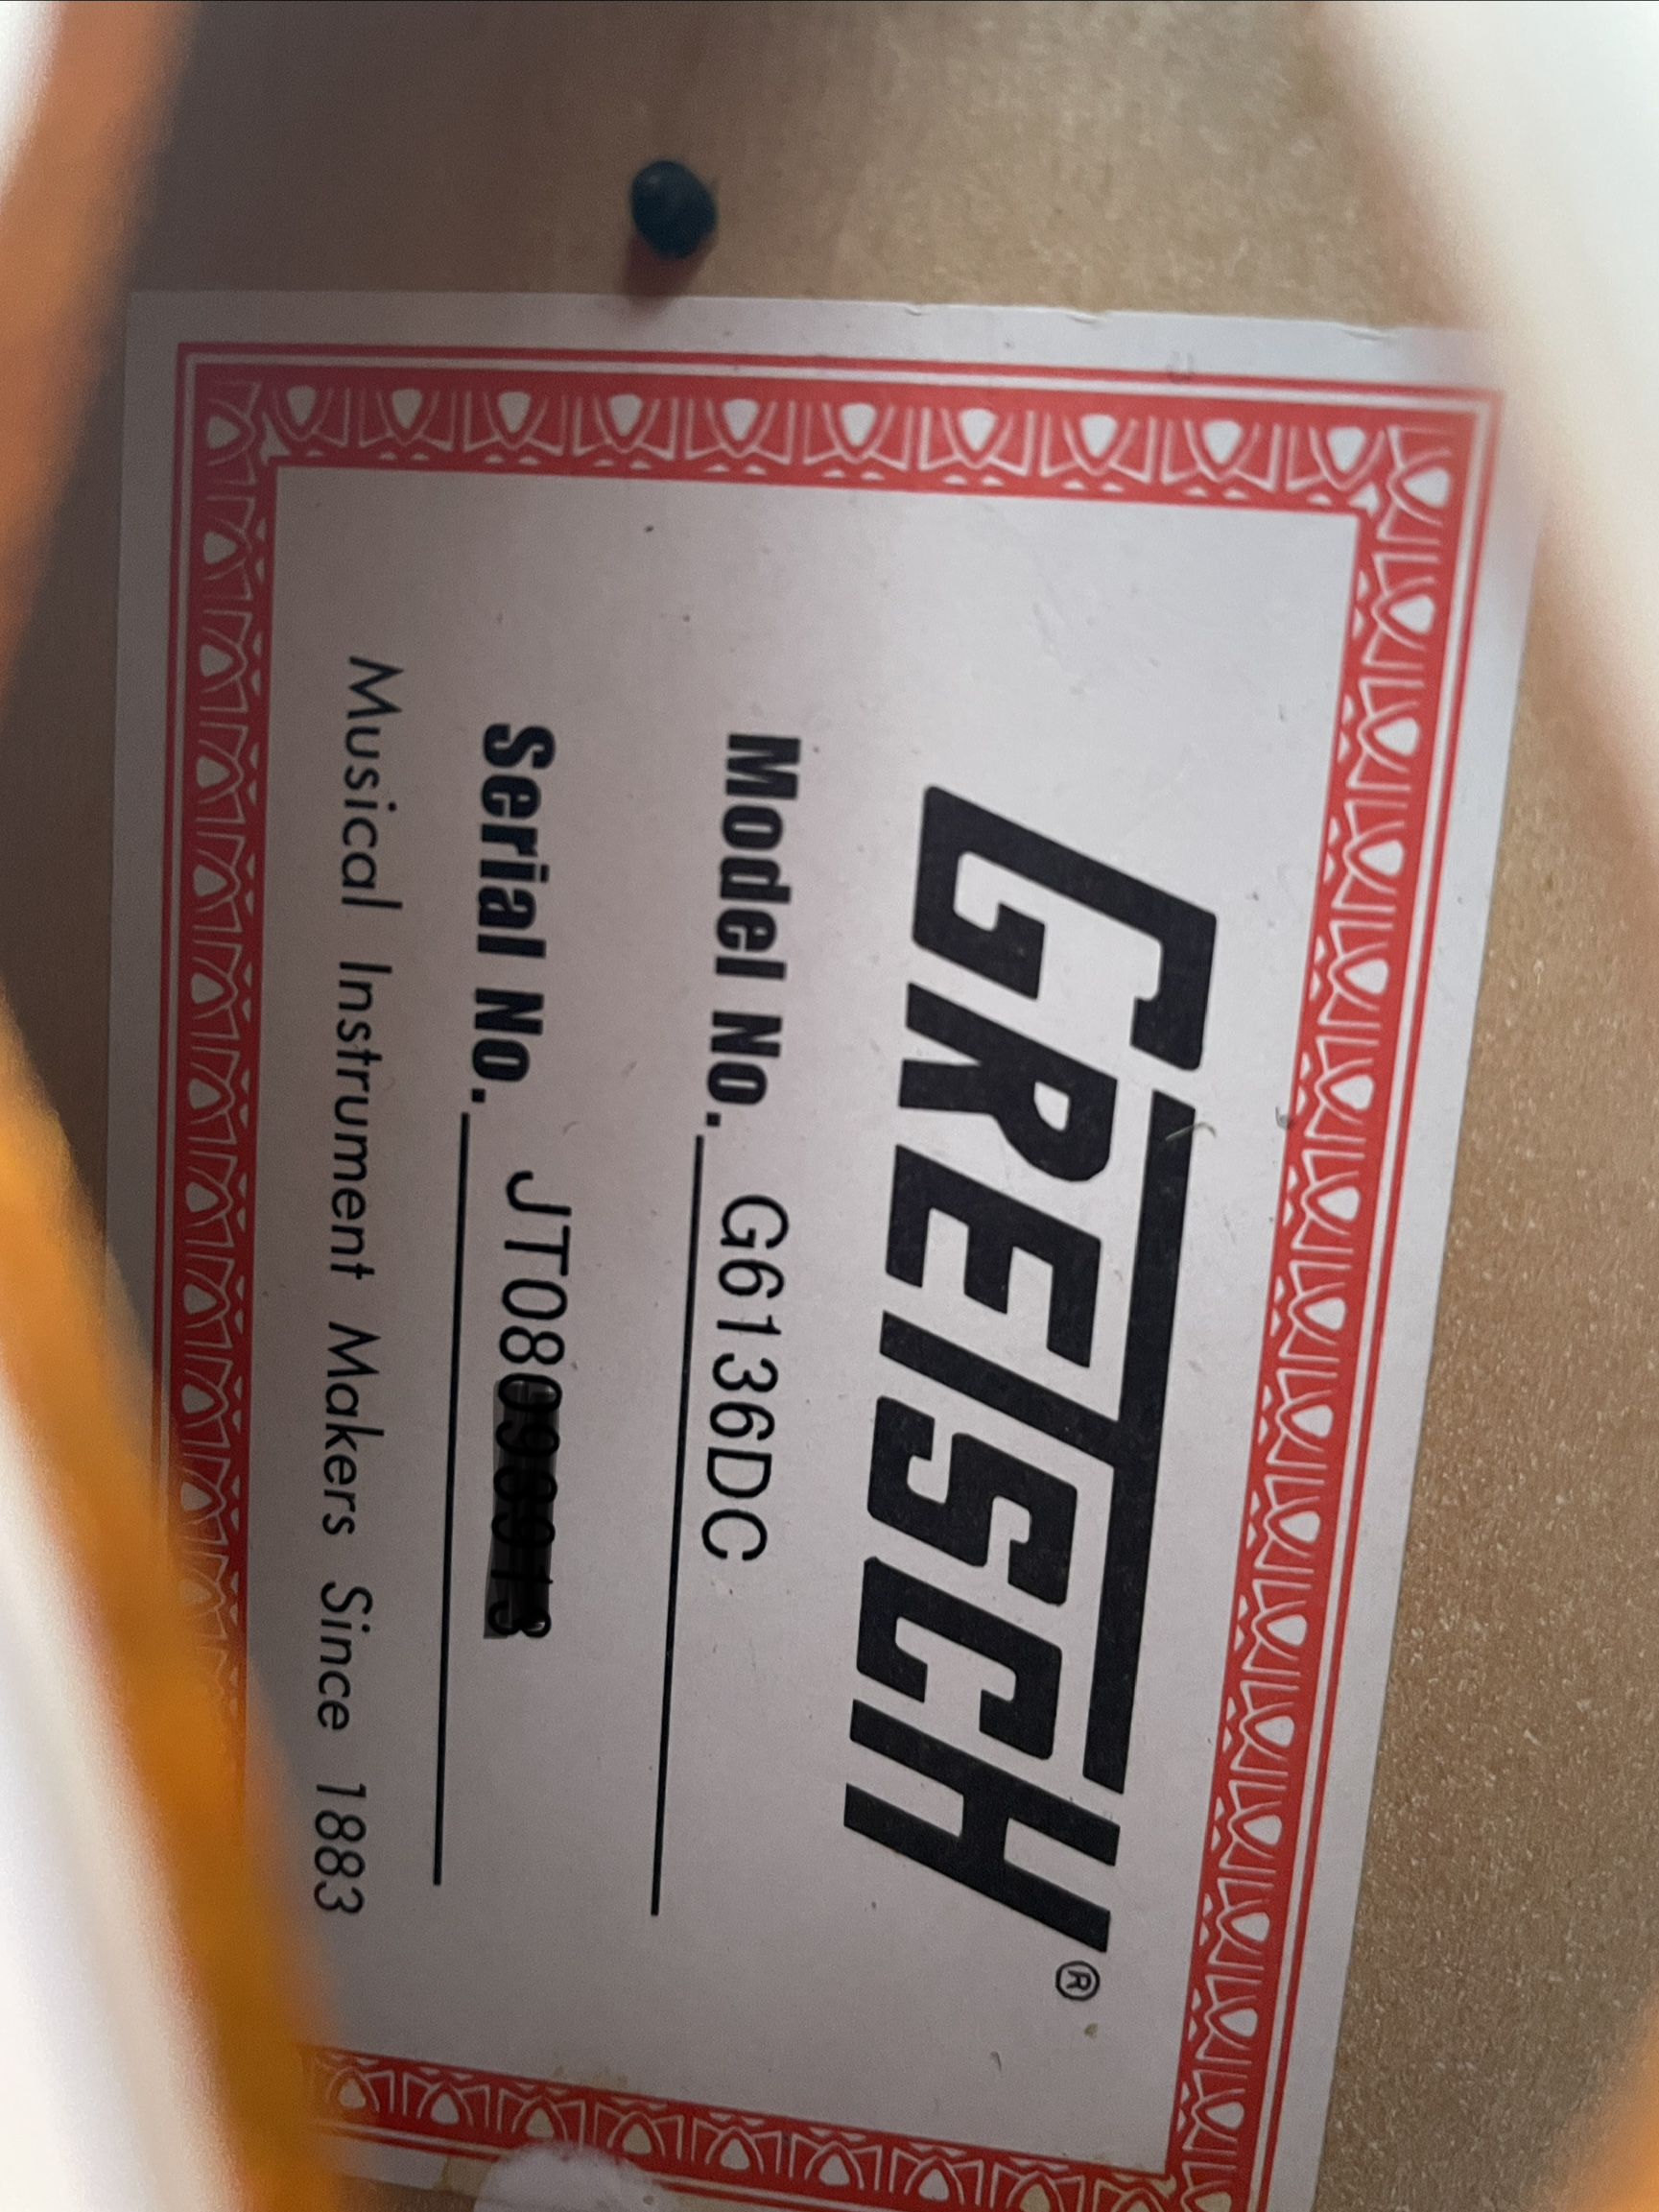 GRETSCH®
Model No. G6136DC
Serial No. JT08
Musical Instrument Makers Since 1883